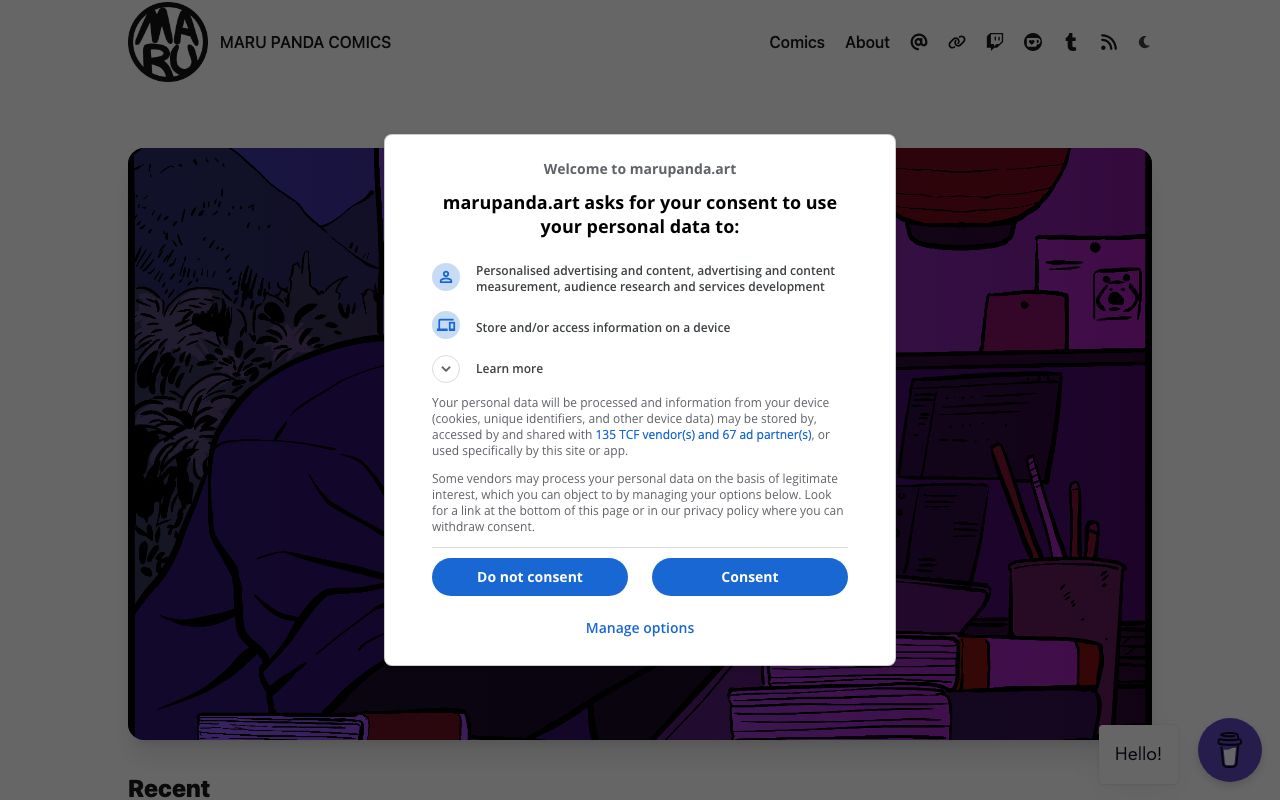 MA
RU
MARU PANDA COMICS
Comics
About
Welcome to marupanda.art
marupanda.art asks for your consent to use
your personal data to:
Personalised advertising and content, advertising and content
measurement, audience research and services development
Store and/or access information on a device
Learn more
Your personal data will be processed and information from your device
(cookies, unique identifiers, and other device data) may be stored by,
accessed by and shared with 135 TCF vendor(s) and 67 ad partner(s), or
used specifically by this site or app.
Some vendors may process your personal data on the basis of legitimate
interest, which you can object to by managing your options below. Look
for a link at the bottom of this page or in our privacy policy where you can
withdraw consent.
Do not consent
Consent
Manage options
Hello!
Recent